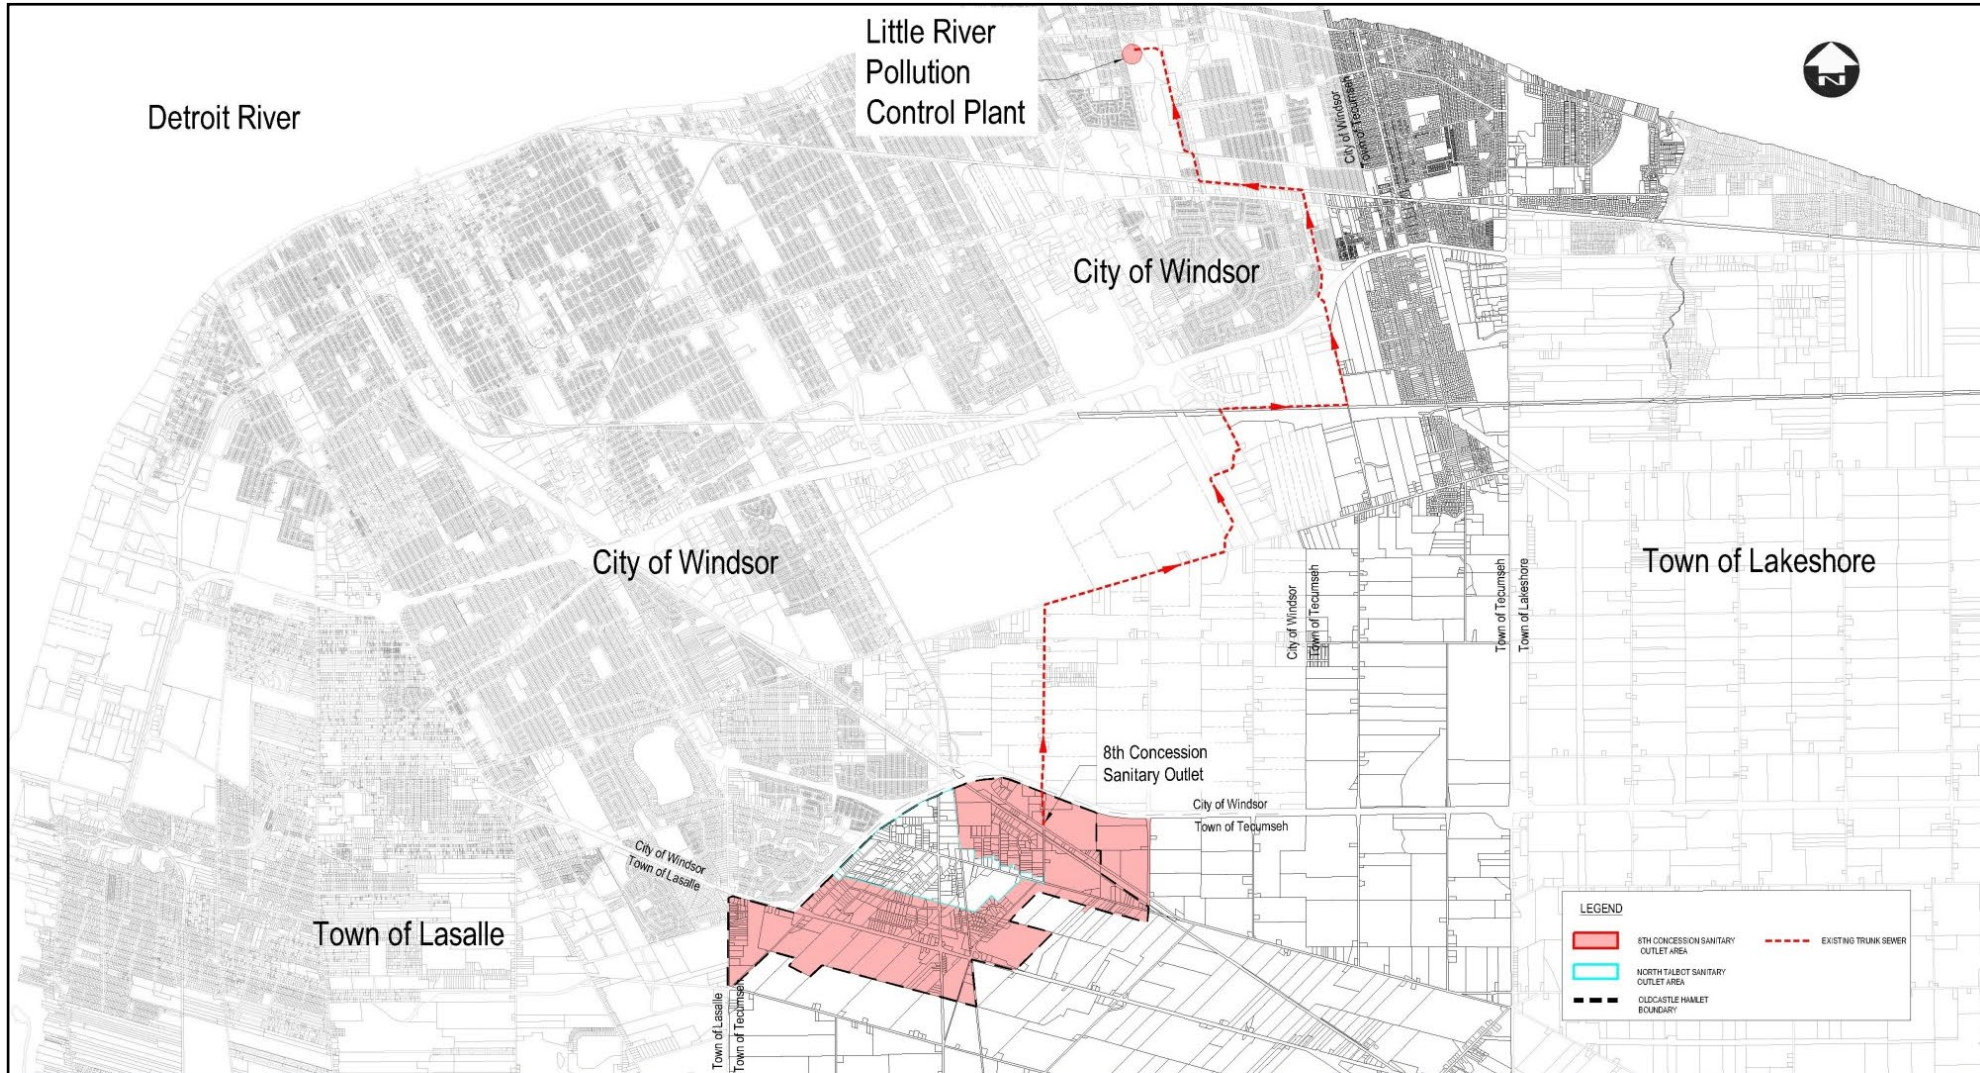 Little River
Pollution
Control Plant
Detroit River
N
City of Windsor
Town of Tecumseh
City of Windsor
City of Windsor
Town of Lakeshore
City of Windsor
Town of Tecumseh
Town of Tecumseh
Town of Lakeshore
8th Concession
Sanitary Outlet
City of Windsor
Town of Tecumseh
City of Windsor
Town of Lasalle
Town of Lasalle
Town of Lasalle
Town of Tecumseh
LEGEND
8TH CONCESSION SANITARY
OUTLET AREA
EXISTING TRUNK SEWER
NORTH TALBOT SANITARY
OUTLET AREA
OLDCASTLE HAMLET
BOUNDARY